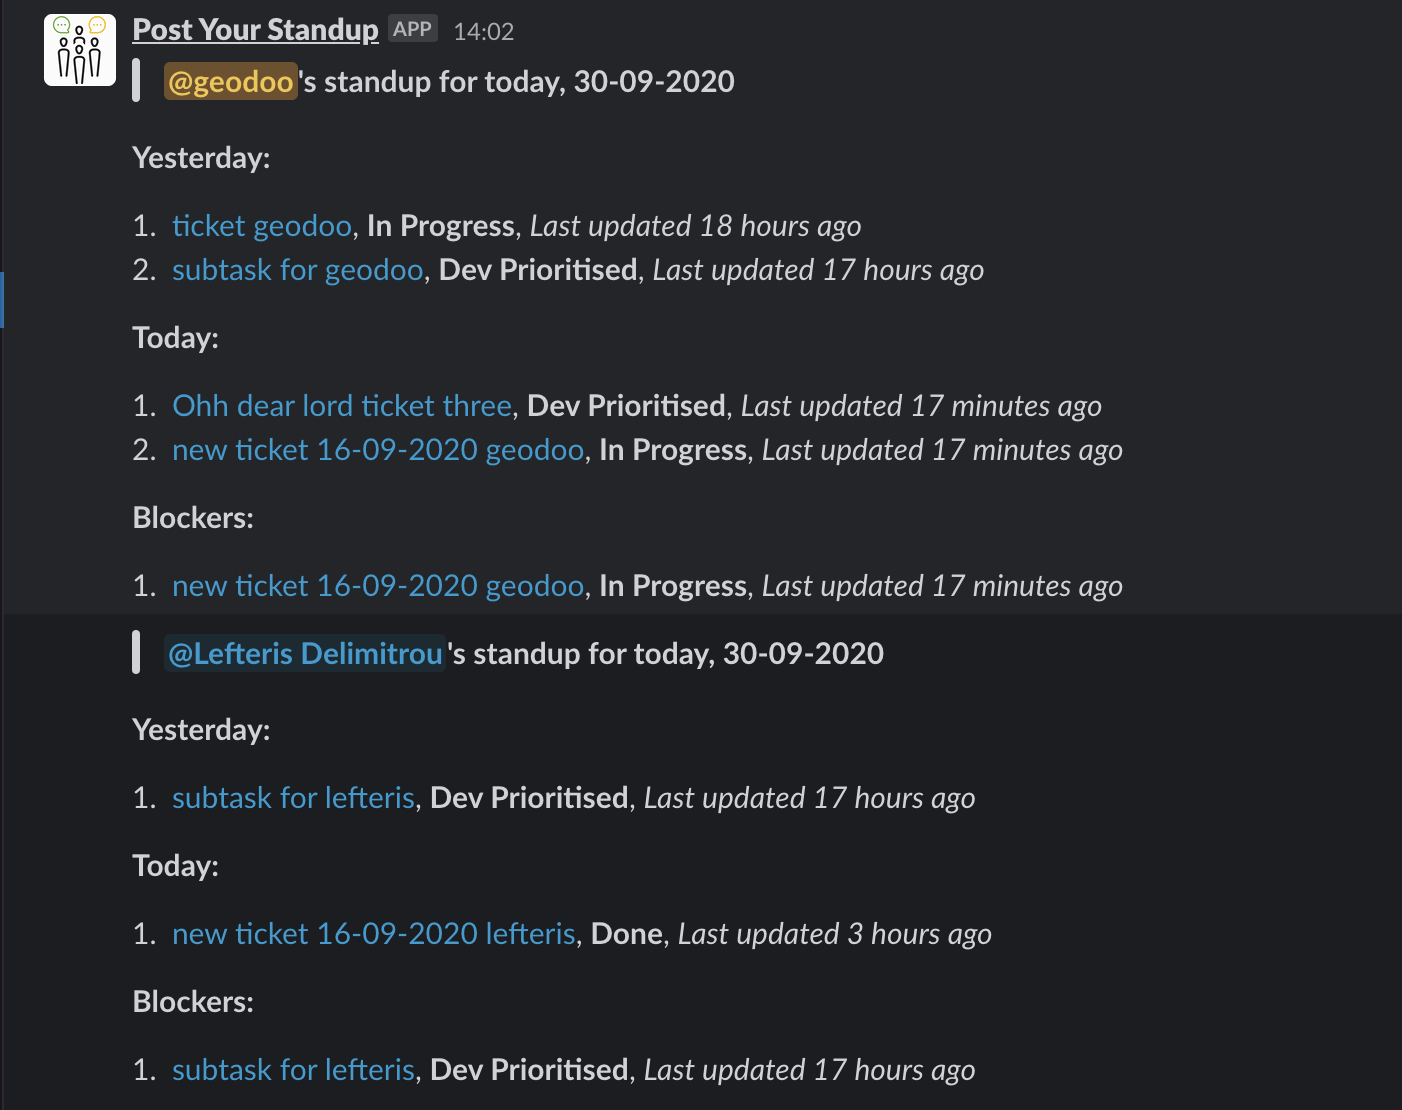 Post Your Standup APP 14:02
@geodoo's standup for today, 30-09-2020
Yesterday:
1. ticket geodoo, In Progress, Last updated 18 hours ago
2. subtask for geodoo, Dev Prioritised, Last updated 17 hours ago
Today:
1. Ohh dear lord ticket three, Dev Prioritised, Last updated 17 minutes ago
2. new ticket 16-09-2020 geodoo, In Progress, Last updated 17 minutes ago
Blockers:
1. new ticket 16-09-2020 geodoo, In Progress, Last updated 17 minutes ago
@Lefteris Delimitrou's standup for today, 30-09-2020
Yesterday:
1. subtask for lefteris, Dev Prioritised, Last updated 17 hours ago
Today:
1. new ticket 16-09-2020 lefteris, Done, Last updated 3 hours ago
Blockers:
1. subtask for lefteris, Dev Prioritised, Last updated 17 hours ago